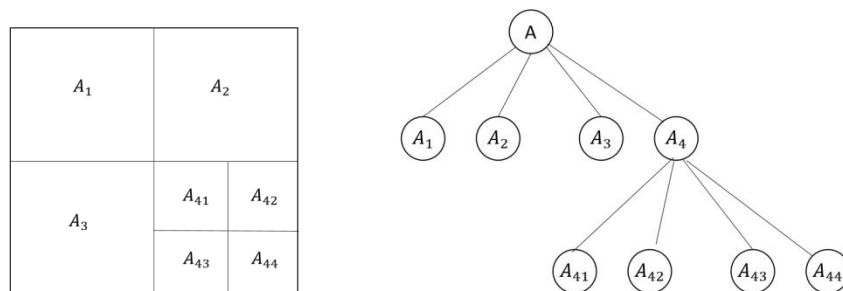 A
A₁ A₂
A₁ A₂ A₃ A₄
A₄₁ A₄₂
A₃
A₄₃ A₄₄
A₄₁ A₄₂ A₄₃ A₄₄